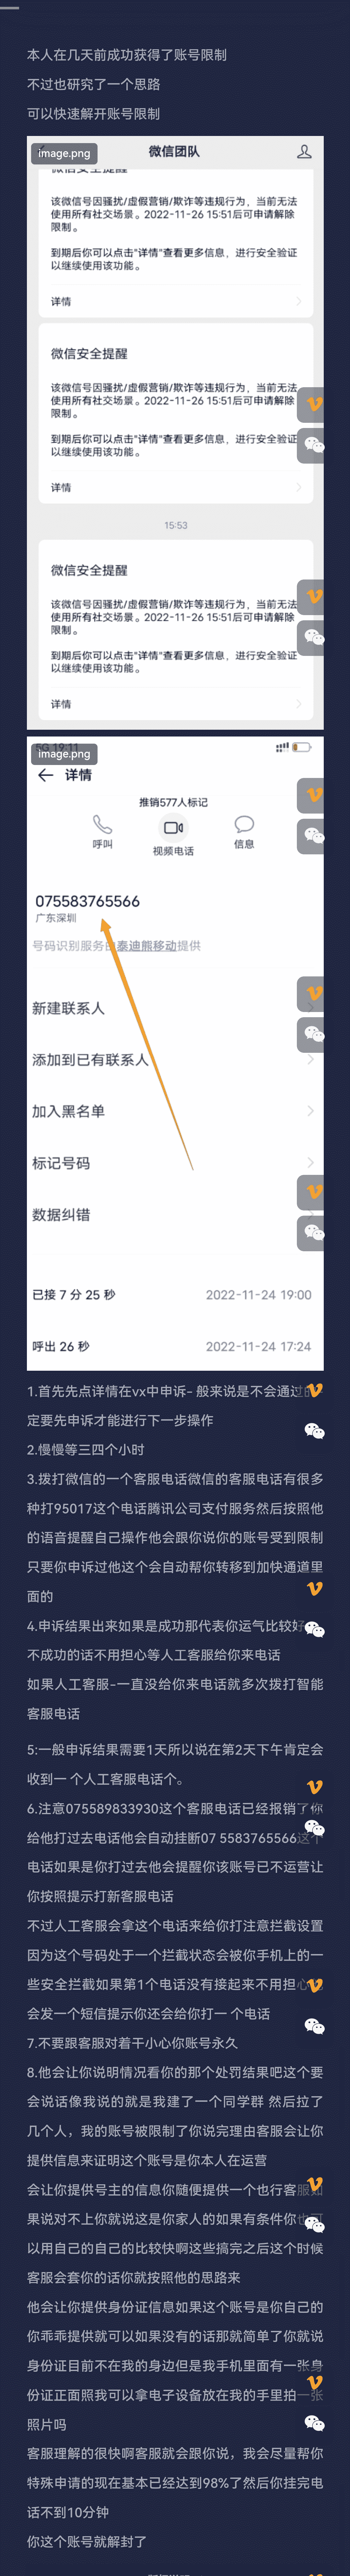 本人在几天前成功获得了账号限制
不过也研究了一个思路
可以快速解开账号限制
image.png
微信团队
微信安全提醒
该微信号因骚扰/虚假营销/欺诈等违规行为，当前无法
使用所有社交场景。2022-11-26 15:51后可申请解除
限制。
到期后你可以点击"详情"查看更多信息，进行安全验证
以继续使用该功能。
详情
微信安全提醒
该微信号因骚扰/虚假营销/欺诈等违规行为，当前无法
使用所有社交场景。2022-11-26 15:51后可申请解除
限制。
到期后你可以点击"详情"查看更多信息，进行安全验证
以继续使用该功能。
详情
15:53
微信安全提醒
该微信号因骚扰/虚假营销/欺诈等违规行为，当前无法
使用所有社交场景。2022-11-26 15:51后可申请解除
限制。
到期后你可以点击"详情"查看更多信息，进行安全验证
以继续使用该功能。
详情
5G 19:11
image.png
详情
推销577人标记
呼叫
视频电话
信息
075583765566
广东深圳
号码识别服务由泰迪熊移动提供
新建联系人
添加到已有联系人
加入黑名单
标记号码
数据纠错
已接 7 分 25 秒
2022-11-24 19:00
呼出 26 秒
2022-11-24 17:24
1.首先先点详情在vx中申诉- 般来说是不会通过
定要先申诉才能进行下一步操作
2.慢慢等三四个小时
3.拨打微信的一个客服电话微信的客服电话有很多
种打95017这个电话腾讯公司支付服务然后按照他
的语音提醒自己操作他会跟你说你的账号受到限制
只要你申诉过他这个会自动帮你转移到加快通道里
面的
4.申诉结果出来如果是成功那代表你运气比较好
不成功的话不用担心等人工客服给你来电话
如果人工客服-一直没给你来电话就多次拨打智能
客服电话
5:一般申诉结果需要1天所以说在第2天下午肯定会
收到一 个人工客服电话个。
6.注意075589833930这个客服电话已经报销了你
给他打过去电话他会自动挂断07 5583765566这个
电话如果是你打过去他会提醒你该账号已不运营让
你按照提示打新客服电话
不过人工客服会拿这个电话来给你打注意拦截设置
因为这个号码处于一个拦截状态会被你手机上的一
些安全拦截如果第1个电话没有接起来不用担心
会发一个短信提示你还会给你打一 个电话
7.不要跟客服对着干小心你账号永久
8.他会让你说明情况看你的那个处罚结果吧这个要
会说话像我说的就是我建了一个同学群 然后拉了
几个人，我的账号被限制了你说完理由客服会让你
提供信息来证明这个账号是你本人在运营
会让你提供号主的信息你随便提供一个也行客服如
果说对不上你就说这是你家人的如果有条件你也可
以用自己的自己的比较快啊这些搞完之后这个时候
客服会套你的话你就按照他的思路来
他会让你提供身份证信息如果这个账号是你自己的
你乖乖提供就可以如果没有的话那就简单了你就说
身份证目前不在我的身边但是我手机里面有一张身
份证正面照我可以拿电子设备放在我的手里拍一张
照片吗
客服理解的很快啊客服就会跟你说，我会尽量帮你
特殊申请的现在基本已经达到98%了然后你挂完电
话不到10分钟
你这个账号就解封了